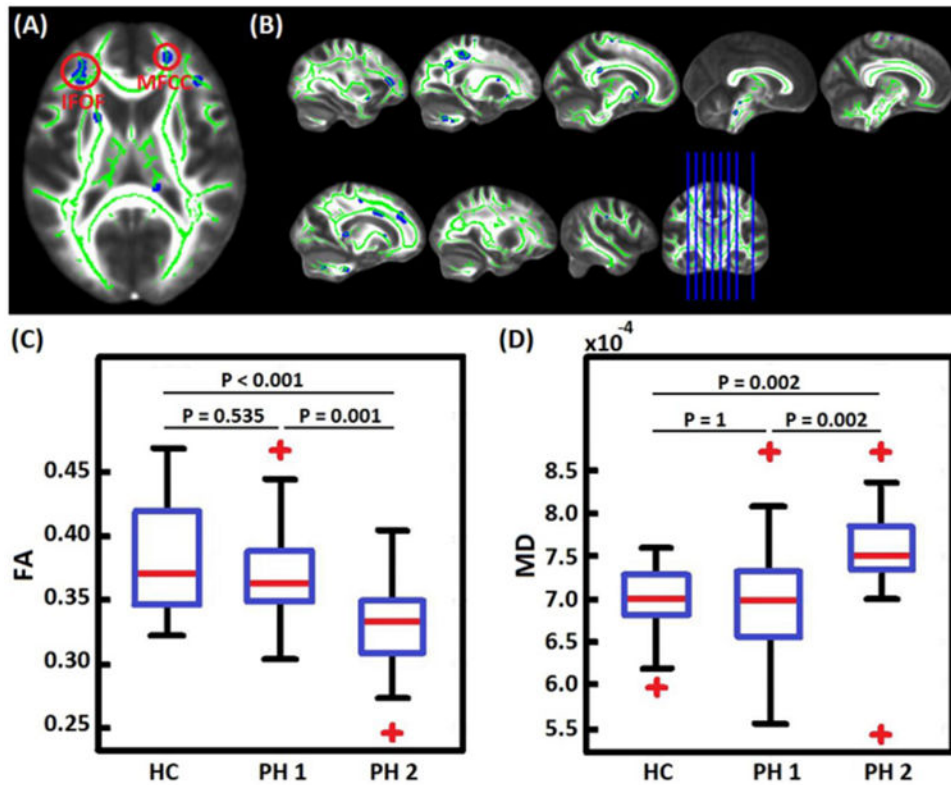 (A)
IFOF
MFCC
(B)
(C)
P < 0.001
P = 0.535
P = 0.001
FA
0.45
0.40
0.35
0.30
0.25
HC
PH 1
PH 2
(D)
x10⁻⁴
P = 0.002
P = 1
P = 0.002
MD
8.5
8.0
7.5
7.0
6.5
6.0
5.5
HC
PH 1
PH 2